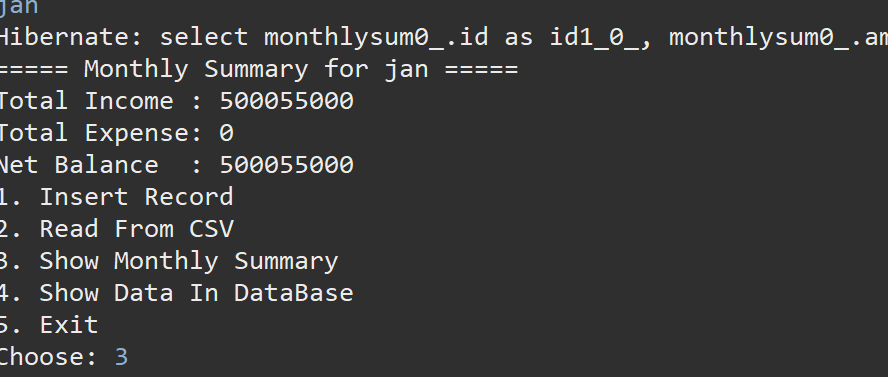 jan
Hibernate: select monthlysum0_.id as id1_0_, monthlysum0_.am
===== Monthly Summary for jan =====
Total Income : 500055000
Total Expense: 0
Net Balance  : 500055000
1. Insert Record
2. Read From CSV
3. Show Monthly Summary
4. Show Data In DataBase
5. Exit
Choose: 3